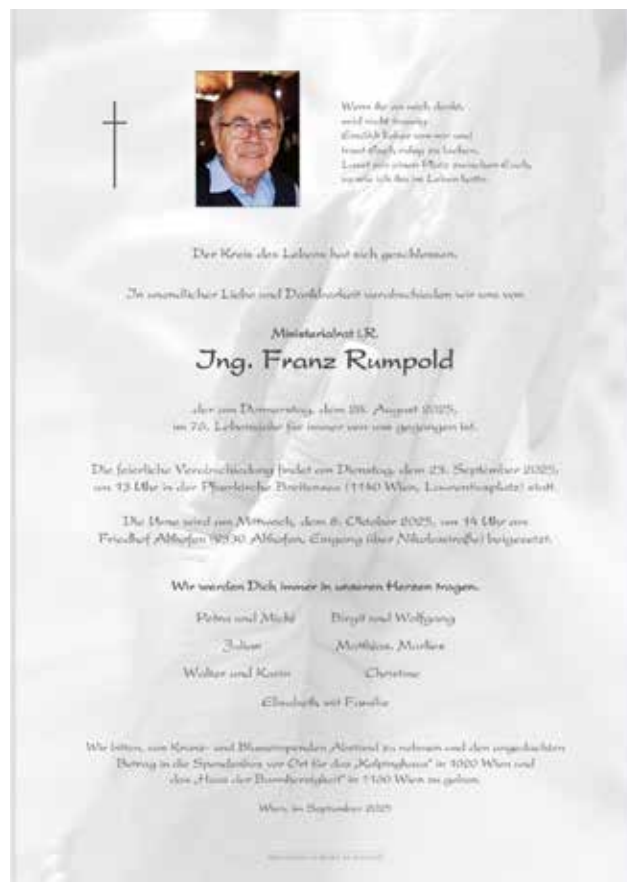 Wenn ihr an mich denkt,
seid nicht traurig.
Erzählt lieber von mir und
traut Euch ruhig zu lachen.
Lasst mir einen Platz zwischen Euch,
so wie ich ihn im Leben hatte.
Der Kreis des Lebens hat sich geschlossen.
In unendlicher Liebe und Dankbarkeit verabschieden wir uns von
Ministerialrat i.R.
Ing. Franz Rumpold
der am Donnerstag, dem 28. August 2025,
im 76. Lebensjahr für immer von uns gegangen ist.
Die feierliche Verabschiedung findet am Dienstag, dem 23. September 2025,
um 13 Uhr in der Pfarrkirche Breitensee (1140 Wien, Laurentiusplatz) statt.
Die Urne wird am Mittwoch, dem 8. Oktober 2025, um 14 Uhr am
Friedhof Althofen (9330 Althofen, Eingang über Nikolostraße) beigesetzt.
Wir werden Dich immer in unseren Herzen tragen.
Petra und Birgit und Wolfgang
Julian Matthias, Marlies
Walter und Karin Christine
Elisabeth mit Familie
Wir bitten, von Kranz- und Blumenspenden Abstand zu nehmen und den zugedachten
Betrag in die Spendenbox vor Ort für das „Kolpinghaus" in Wien und
das „Haus der Barmherzigkeit" in Wien zu geben.
Wien, im September 2025